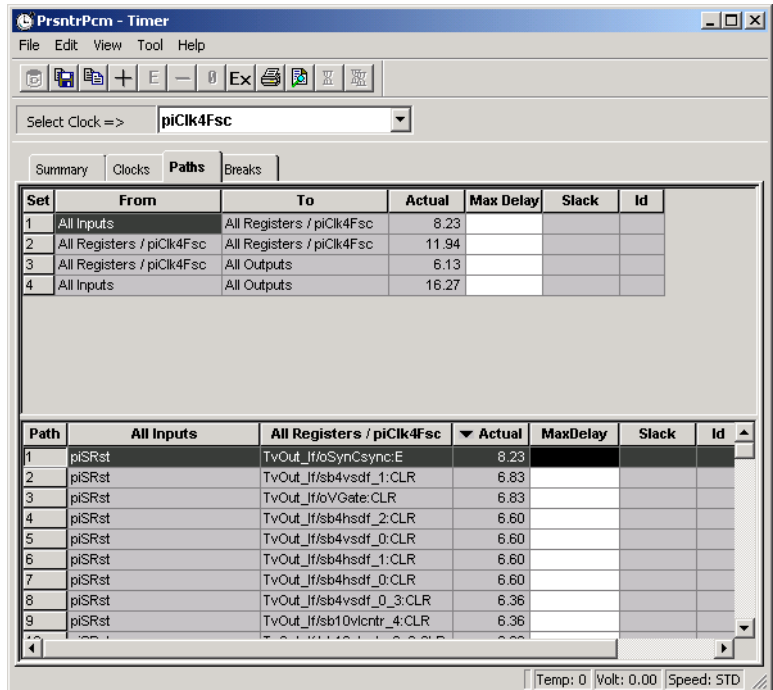 PrsntrPcm - Timer
File Edit View Tool Help
E Ex
Select Clock => piClk4Fsc
Summary Clocks Paths Breaks
Set From To Actual Max Delay Slack Id
1 All Inputs All Registers / piClk4Fsc 8.23
2 All Registers / piClk4Fsc All Registers / piClk4Fsc 11.94
3 All Registers / piClk4Fsc All Outputs 6.13
4 All Inputs All Outputs 16.27
Path All Inputs All Registers / piClk4Fsc Actual MaxDelay Slack Id
1 piSRst TvOut_If/oSynCsync:E 8.23
2 piSRst TvOut_If/sb4vsdf_1:CLR 6.83
3 piSRst TvOut_If/oVGate:CLR 6.83
4 piSRst TvOut_If/sb4hsdf_2:CLR 6.60
5 piSRst TvOut_If/sb4vsdf_0:CLR 6.60
6 piSRst TvOut_If/sb4hsdf_1:CLR 6.60
7 piSRst TvOut_If/sb4hsdf_0:CLR 6.60
8 piSRst TvOut_If/sb4vsdf_0_3:CLR 6.36
9 piSRst TvOut_If/sb10vlcntr_4:CLR 6.36
Temp: 0 Volt: 0.00 Speed: STD